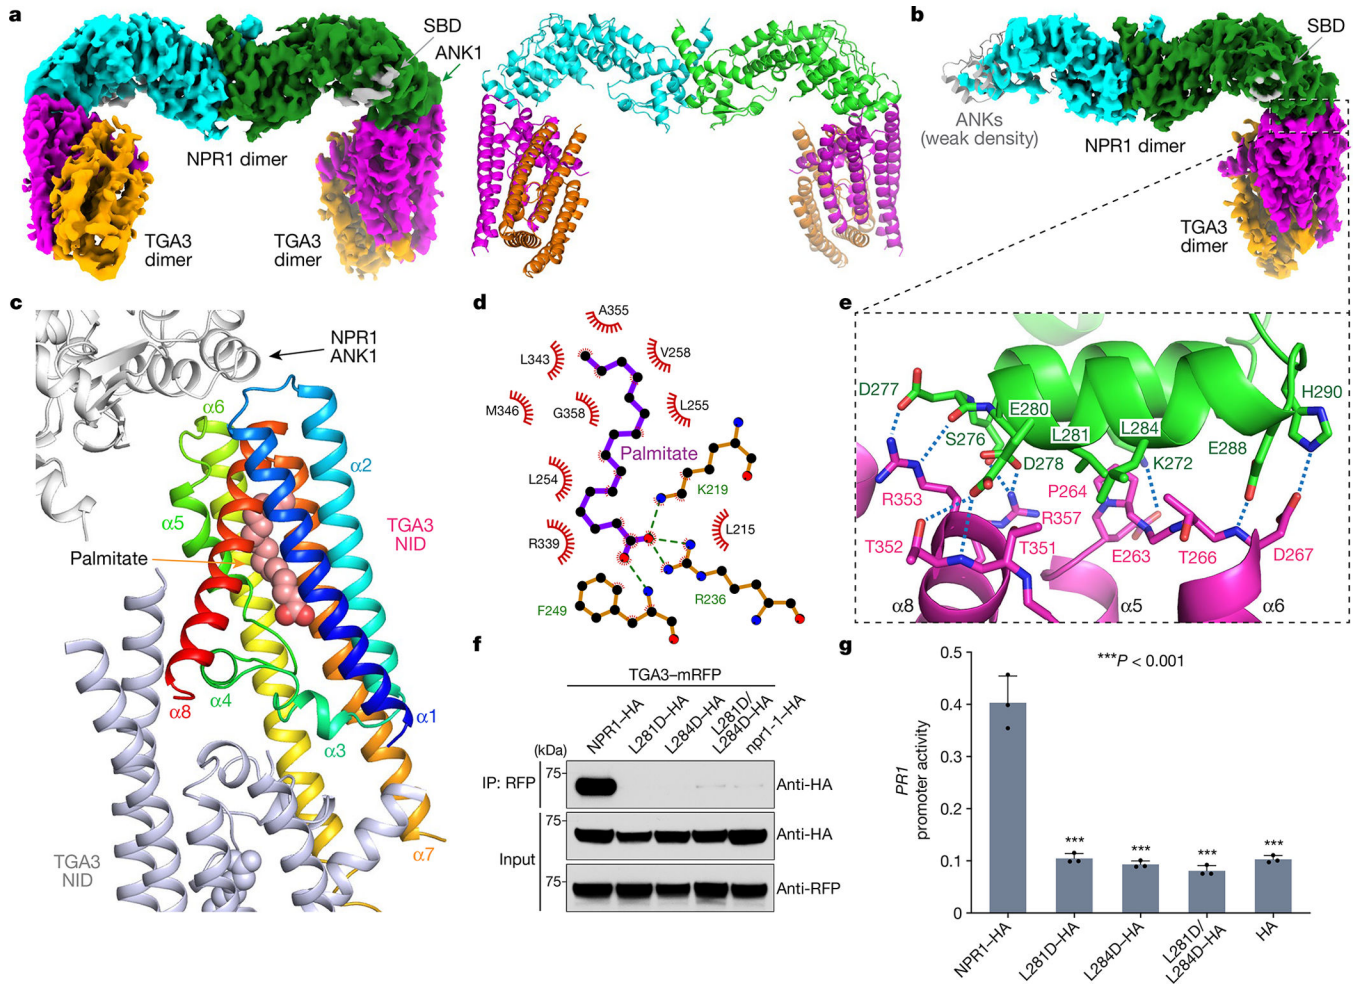 a
SBD
ANK1
NPR1 dimer
TGA3
dimer
TGA3
dimer
b
SBD
ANKs
(weak density)
NPR1 dimer
TGA3
dimer
c
NPR1
ANK1
α6
α2
α5
TGA3
NID
Palmitate
α4
α8
α3
α1
α7
TGA3
NID
d
A355
L343
V258
M346
G358
L255
Palmitate
K219
L254
L215
R339
R236
F249
e
D277
H290
E280
L284
S276
L281
E288
D278
K272
R353
P264
R357
T352
T351
E263
T266
D267
α8
α5
α6
f
TGA3–mRFP
NPR1–HA
L281D–HA
L284D–HA
L281D/
L284D–HA
npr1-1–HA
(kDa)
IP: RFP
75
Anti-HA
75
Anti-HA
Input
75
Anti-RFP
g
***P < 0.001
PR1
promoter activity
0.5
0.4
0.3
0.2
0.1
0
***
***
***
***
NPR1–HA
L281D–HA
L284D–HA
L281D/
L284D–HA
HA